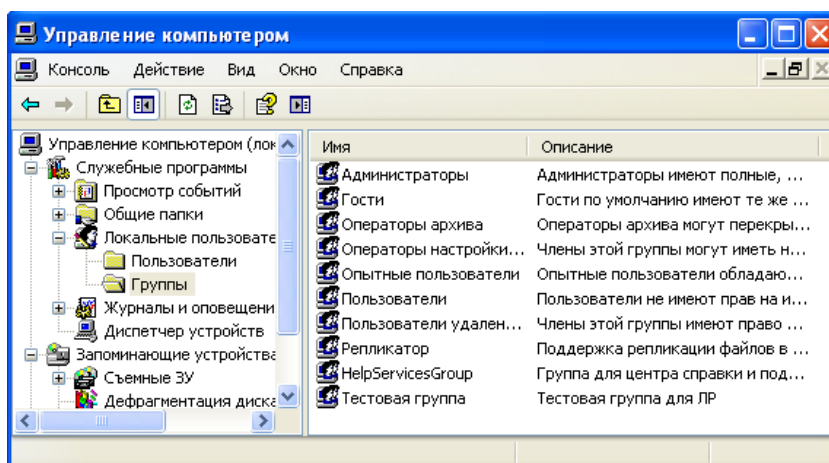 Управление компьютером
Консоль Действие Вид Окно Справка
Управление компьютером (лок
Служебные программы
Просмотр событий
Общие папки
Локальные пользовате
Пользователи
Группы
Журналы и оповещени
Диспетчер устройств
Запоминающие устройства
Съемные ЗУ
Дефрагментация диска
Имя Описание
Администраторы Администраторы имеют полные, ...
Гости Гости по умолчанию имеют те же ...
Операторы архива Операторы архива могут перекры...
Операторы настройки... Члены этой группы могут иметь н...
Опытные пользователи Опытные пользователи обладаю...
Пользователи Пользователи не имеют прав на и...
Пользователи удален... Члены этой группы имеют право ...
Репликатор Поддержка репликации файлов в ...
HelpServicesGroup Группа для центра справки и под...
Тестовая группа Тестовая группа для ЛР